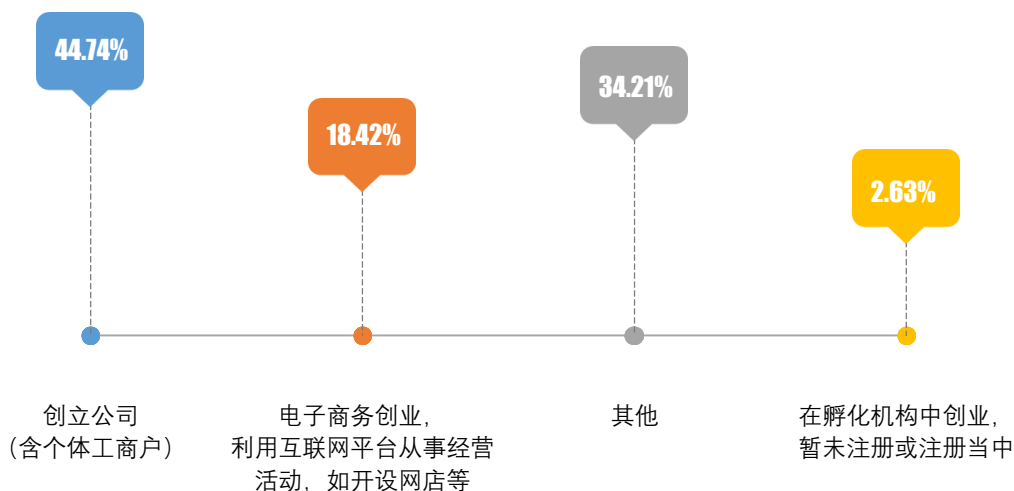 44.74%
18.42%
34.21%
2.63%
创立公司
（含个体工商户）
电子商务创业，
利用互联网平台从事经营
活动，如开设网店等
其他
在孵化机构中创业，
暂未注册或注册当中